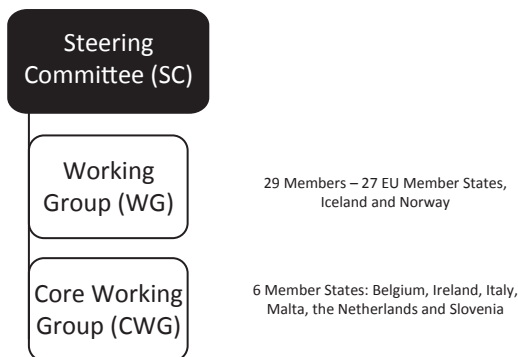 Steering
Committee (SC)
Working
Group (WG)
29 Members – 27 EU Member States,
Iceland and Norway
Core Working
Group (CWG)
6 Member States: Belgium, Ireland, Italy,
Malta, the Netherlands and Slovenia